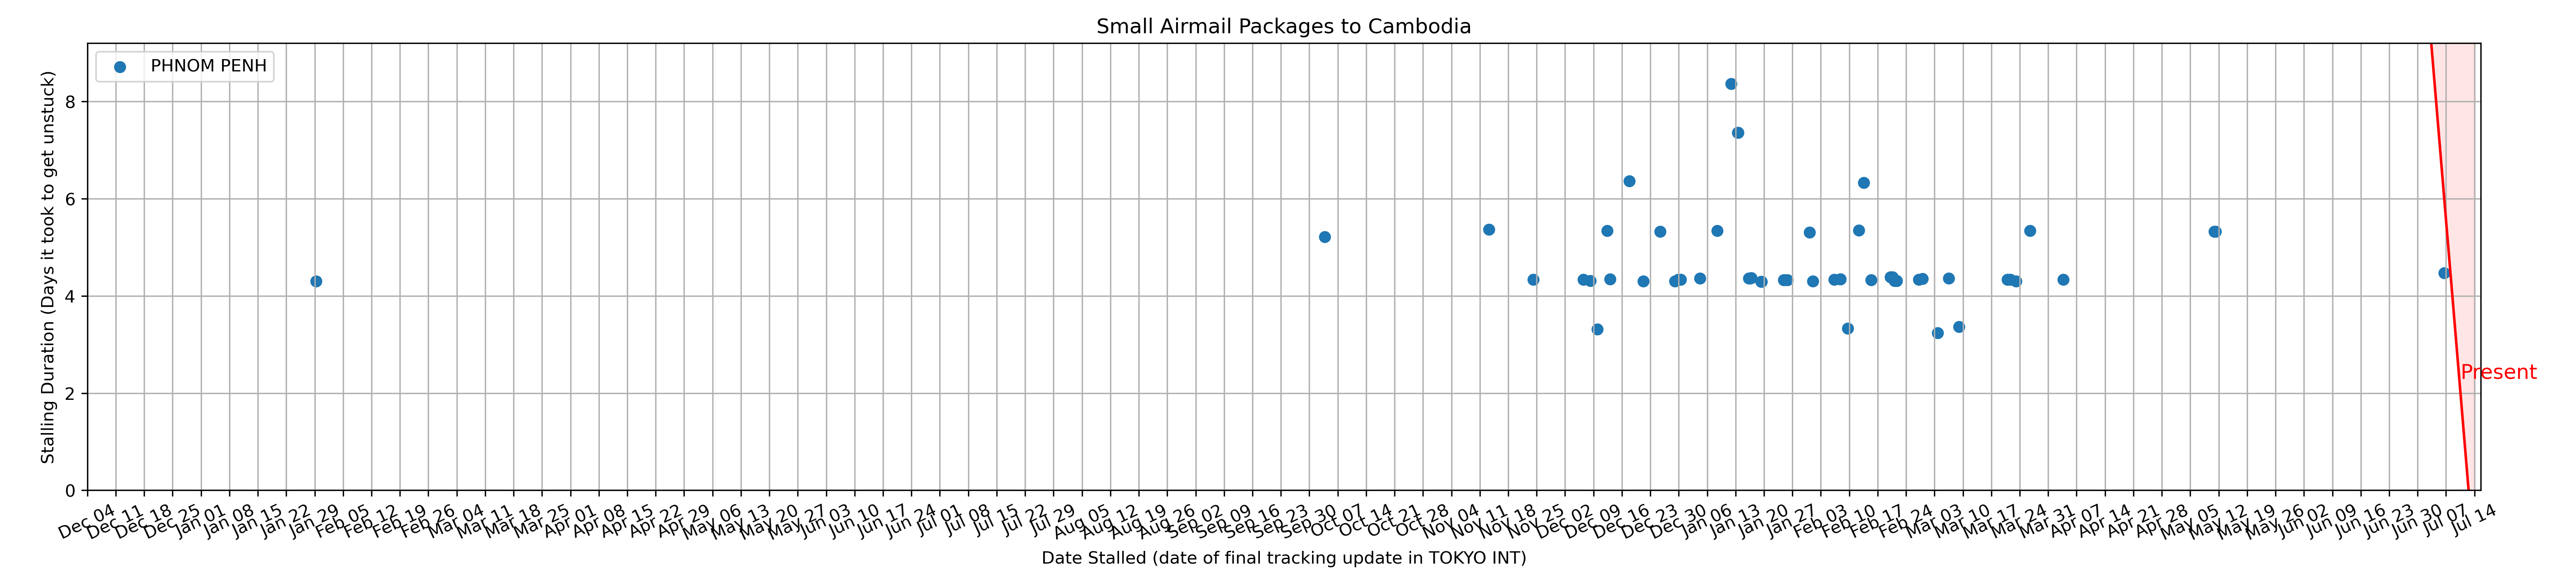 Small Airmail Packages to Cambodia
PHNOM PENH
Stalling Duration (Days it took to get unstuck)
8
6
4
2
0
Present
Dec 04 Dec 11 Dec 18 Dec 25 Jan 01 Jan 08 Jan 15 Jan 22 Jan 29 Feb 05 Feb 12 Feb 19 Feb 26 Mar 04 Mar 11 Mar 18 Mar 25 Apr 01 Apr 08 Apr 15 Apr 22 Apr 29 May 06 May 13 May 20 May 27 Jun 03 Jun 10 Jun 17 Jun 24 Jul 01 Jul 08 Jul 15 Jul 22 Jul 29 Aug 05 Aug 12 Aug 19 Aug 26 Sep 02 Sep 09 Sep 16 Sep 23 Sep 30 Oct 07 Oct 14 Oct 21 Oct 28 Nov 04 Nov 11 Nov 18 Nov 25 Dec 02 Dec 09 Dec 16 Dec 23 Dec 30 Jan 06 Jan 13 Jan 20 Jan 27 Feb 03 Feb 10 Feb 17 Feb 24 Mar 03 Mar 10 Mar 17 Mar 24 Mar 31 Apr 07 Apr 14 Apr 21 Apr 28 May 05 May 12 May 19 May 26 Jun 02 Jun 09 Jun 16 Jun 23 Jun 30 Jul 07 Jul 14
Date Stalled (date of final tracking update in TOKYO INT)